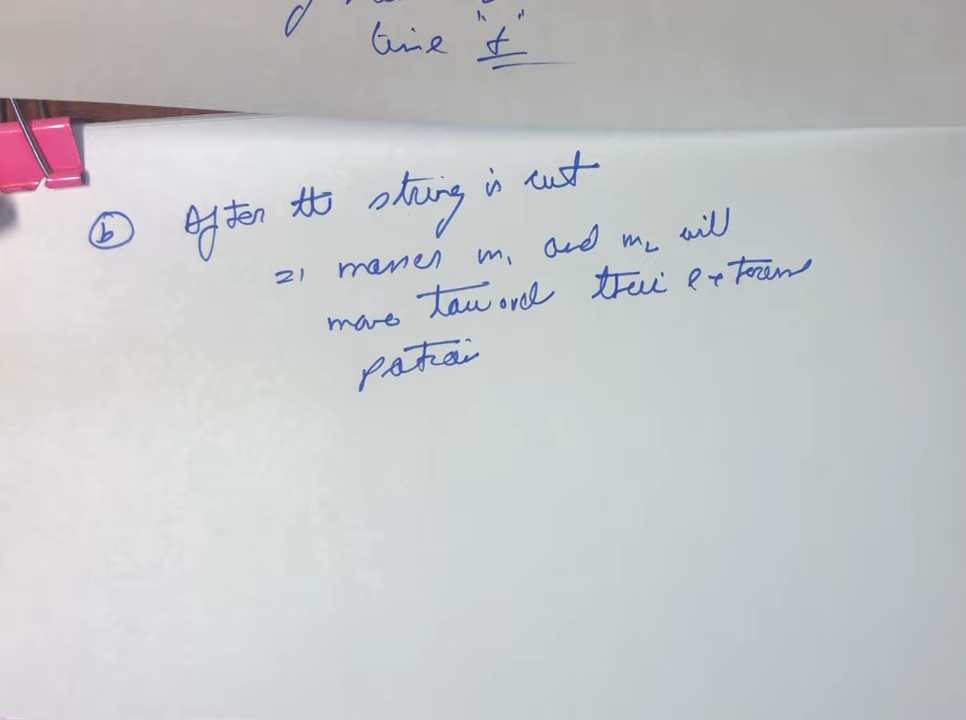 time "t"
(b) After the string is cut
=) masses m₁ and m₂ will
move toward their extreme
position